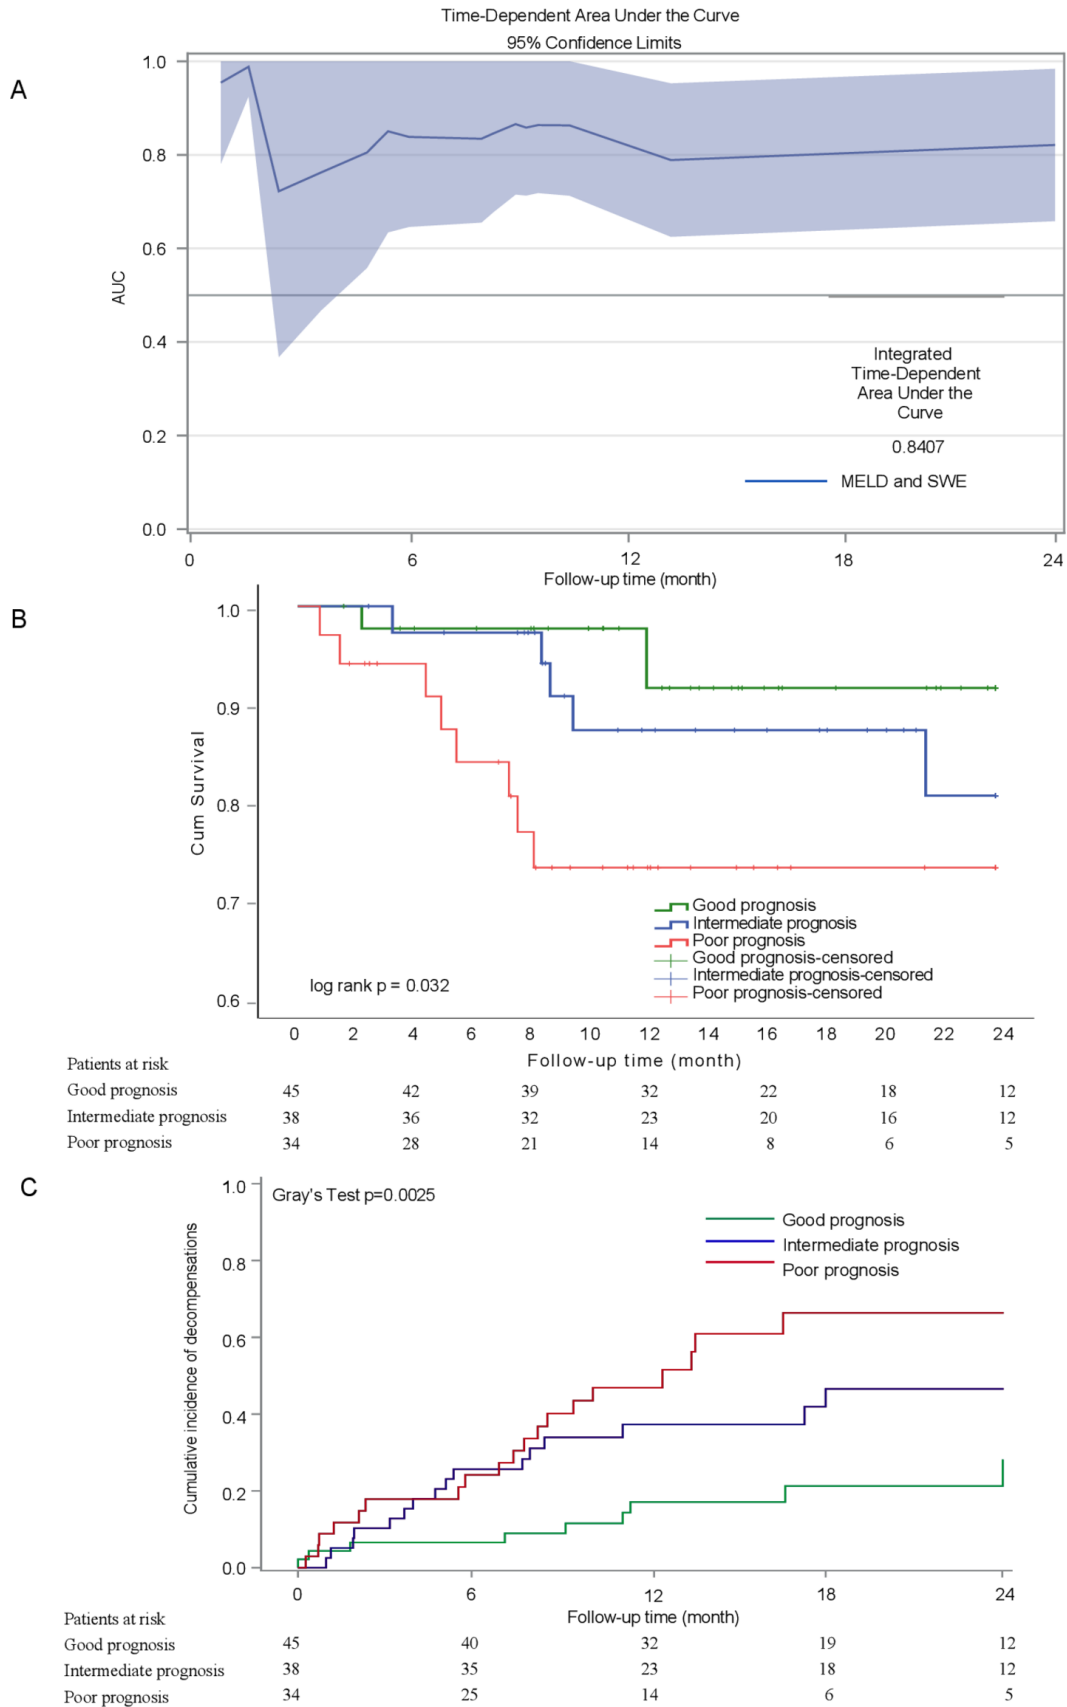 Time-Dependent Area Under the Curve
95% Confidence Limits
A
1.0
0.8
0.6
0.4
0.2
0.0
AUC
Integrated
Time-Dependent
Area Under the
Curve
0.8407
MELD and SWE
0 6 12 18 24
Follow-up time (month)
B
1.0
0.9
0.8
0.7
0.6
Cum Survival
Good prognosis
Intermediate prognosis
Poor prognosis
Good prognosis-censored
Intermediate prognosis-censored
Poor prognosis-censored
log rank p = 0.032
0 2 4 6 8 10 12 14 16 18 20 22 24
Follow-up time (month)
Patients at risk
Good prognosis 45 42 39 32 22 18 12
Intermediate prognosis 38 36 32 23 20 16 12
Poor prognosis 34 28 21 14 8 6 5
C
Gray's Test p=0.0025
1.0
0.8
0.6
0.4
0.2
0.0
Cumulative incidence of decompensations
Good prognosis
Intermediate prognosis
Poor prognosis
0 6 12 18 24
Follow-up time (month)
Patients at risk
Good prognosis 45 40 32 19 12
Intermediate prognosis 38 35 23 18 12
Poor prognosis 34 25 14 6 5